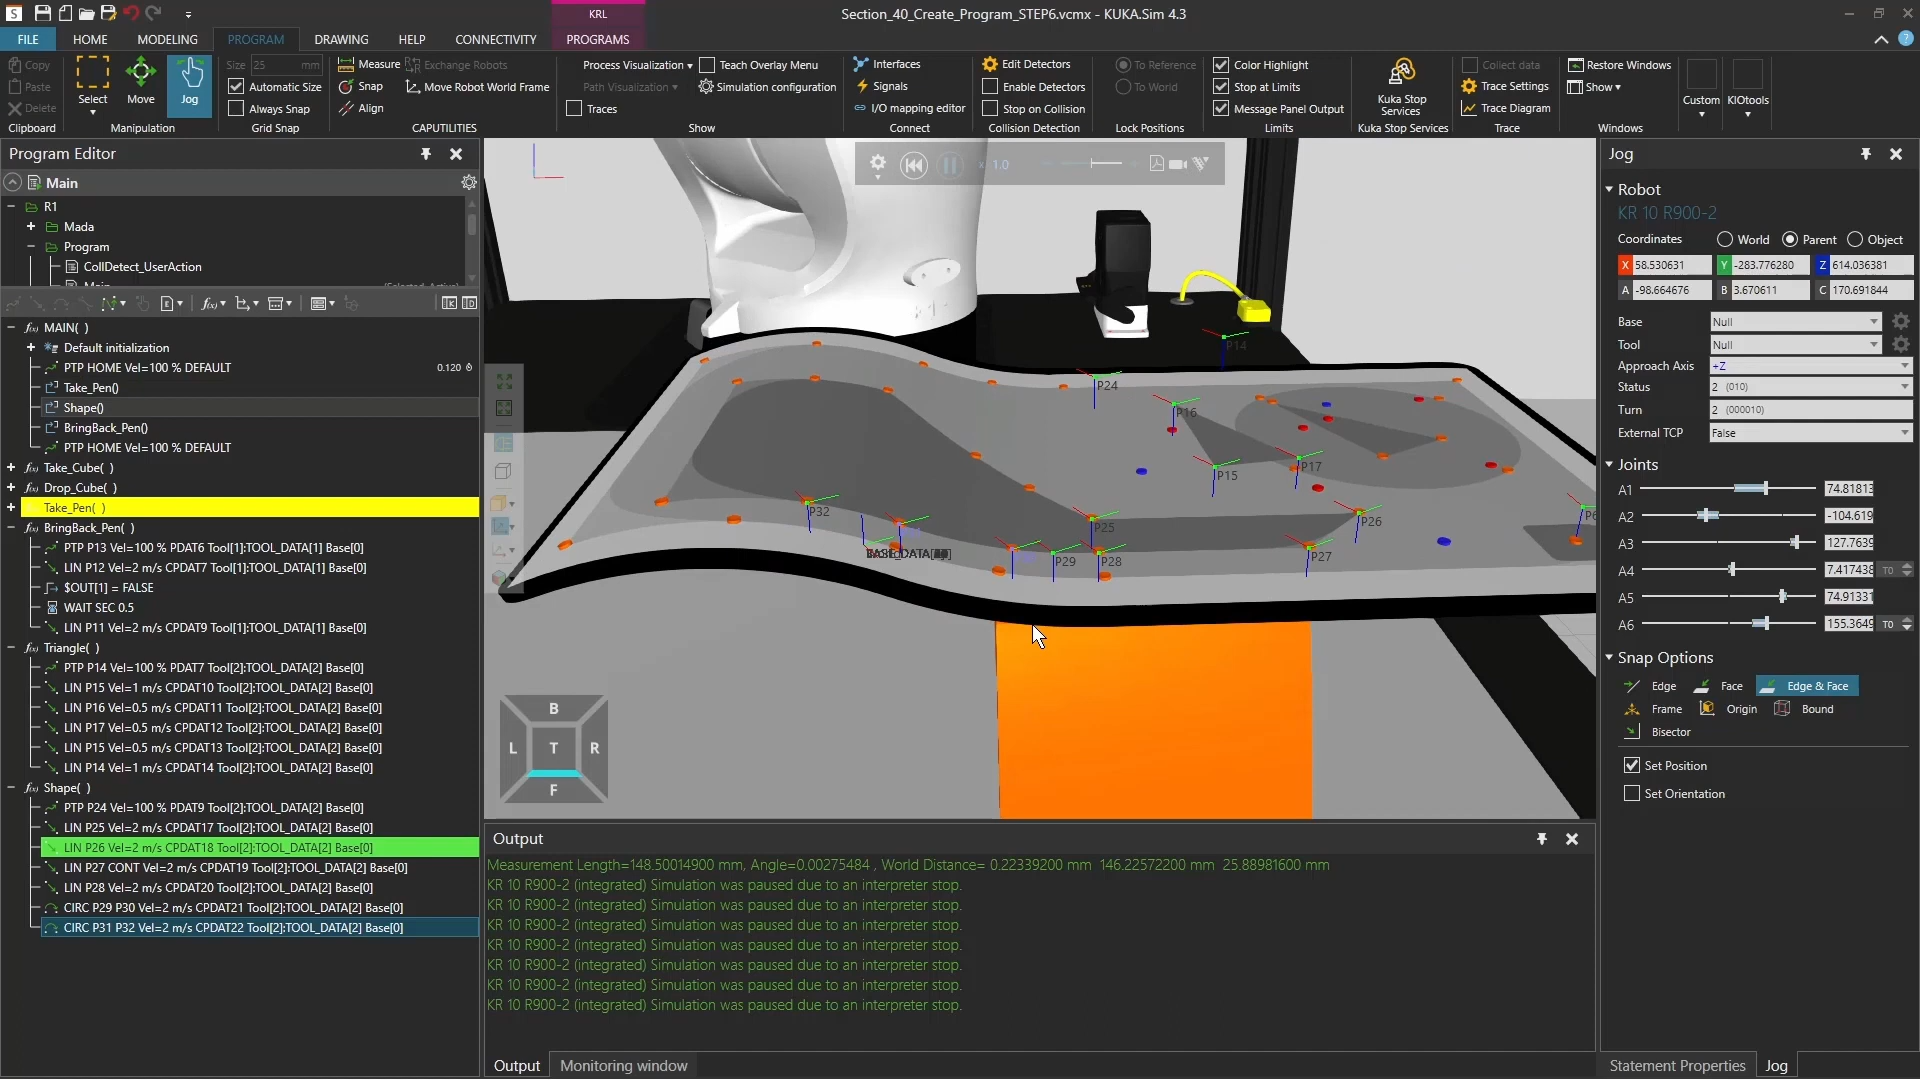 KRL
Section_40_Create_Program_STEP6.vcmx - KUKA.Sim 4.3
FILE HOME MODELING PROGRAM DRAWING HELP CONNECTIVITY PROGRAMS
Copy
Paste
Delete
Clipboard
Select
Move
Jog
Manipulation
Size 25 mm
Automatic Size
Always Snap
Grid Snap
Measure Exchange Robots
Snap Move Robot World Frame
Align
CAPUTILITIES
Process Visualization
Path Visualization
Traces
Teach Overlay Menu
Simulation configuration
Show
Interfaces
Signals
I/O mapping editor
Connect
Edit Detectors
Enable Detectors
Stop on Collision
Collision Detection
To Reference
To World
Lock Positions
Color Highlight
Stop at Limits
Message Panel Output
Limits
Kuka Stop
Services
Kuka Stop Services
Collect data
Trace Settings
Trace Diagram
Trace
Restore Windows
Show
Windows
Custom
KIOtools
Program Editor
Main
R1
Mada
Program
CollDetect_UserAction
MAIN( )
Default initialization
PTP HOME Vel=100 % DEFAULT 0.120
Take_Pen()
Shape()
BringBack_Pen()
PTP HOME Vel=100 % DEFAULT
Take_Cube( )
Drop_Cube( )
Take_Pen( )
BringBack_Pen( )
PTP P13 Vel=100 % PDAT6 Tool[1]:TOOL_DATA[1] Base[0]
LIN P12 Vel=2 m/s CPDAT7 Tool[1]:TOOL_DATA[1] Base[0]
$OUT[1] = FALSE
WAIT SEC 0.5
LIN P11 Vel=2 m/s CPDAT9 Tool[1]:TOOL_DATA[1] Base[0]
Triangle( )
PTP P14 Vel=100 % PDAT7 Tool[2]:TOOL_DATA[2] Base[0]
LIN P15 Vel=1 m/s CPDAT10 Tool[2]:TOOL_DATA[2] Base[0]
LIN P16 Vel=0.5 m/s CPDAT11 Tool[2]:TOOL_DATA[2] Base[0]
LIN P17 Vel=0.5 m/s CPDAT12 Tool[2]:TOOL_DATA[2] Base[0]
LIN P15 Vel=0.5 m/s CPDAT13 Tool[2]:TOOL_DATA[2] Base[0]
LIN P14 Vel=1 m/s CPDAT14 Tool[2]:TOOL_DATA[2] Base[0]
Shape( )
PTP P24 Vel=100 % PDAT9 Tool[2]:TOOL_DATA[2] Base[0]
LIN P25 Vel=2 m/s CPDAT17 Tool[2]:TOOL_DATA[2] Base[0]
LIN P26 Vel=2 m/s CPDAT18 Tool[2]:TOOL_DATA[2] Base[0]
LIN P27 CONT Vel=2 m/s CPDAT19 Tool[2]:TOOL_DATA[2] Base[0]
LIN P28 Vel=2 m/s CPDAT20 Tool[2]:TOOL_DATA[2] Base[0]
CIRC P29 P30 Vel=2 m/s CPDAT21 Tool[2]:TOOL_DATA[2] Base[0]
CIRC P31 P32 Vel=2 m/s CPDAT22 Tool[2]:TOOL_DATA[2] Base[0]
x 1.0
P14
P24
P16
P15
P17
P32
P25
P26
P29
P28
P27
B
L T R
F
Output
Measurement Length=148.50014900 mm, Angle=0.00275484 , World Distance= 0.22339200 mm 146.22572200 mm 25.88981600 mm
KR 10 R900-2 (integrated) Simulation was paused due to an interpreter stop.
KR 10 R900-2 (integrated) Simulation was paused due to an interpreter stop.
KR 10 R900-2 (integrated) Simulation was paused due to an interpreter stop.
KR 10 R900-2 (integrated) Simulation was paused due to an interpreter stop.
KR 10 R900-2 (integrated) Simulation was paused due to an interpreter stop.
KR 10 R900-2 (integrated) Simulation was paused due to an interpreter stop.
KR 10 R900-2 (integrated) Simulation was paused due to an interpreter stop.
Output Monitoring window
Jog
Robot
KR 10 R900-2
Coordinates World Parent Object
X 58.530631 Y -283.776280 Z 614.036381
A -98.664676 B 3.670611 C 170.691844
Base Null
Tool Null
Approach Axis +Z
Status 2 (010)
Turn 2 (000010)
External TCP False
Joints
A1 74.81813
A2 -104.619
A3 127.7639
A4 7.417438 T0
A5 74.91331
A6 155.3649 T0
Snap Options
Edge Face Edge & Face
Frame Origin Bound
Bisector
Set Position
Set Orientation
Statement Properties Jog